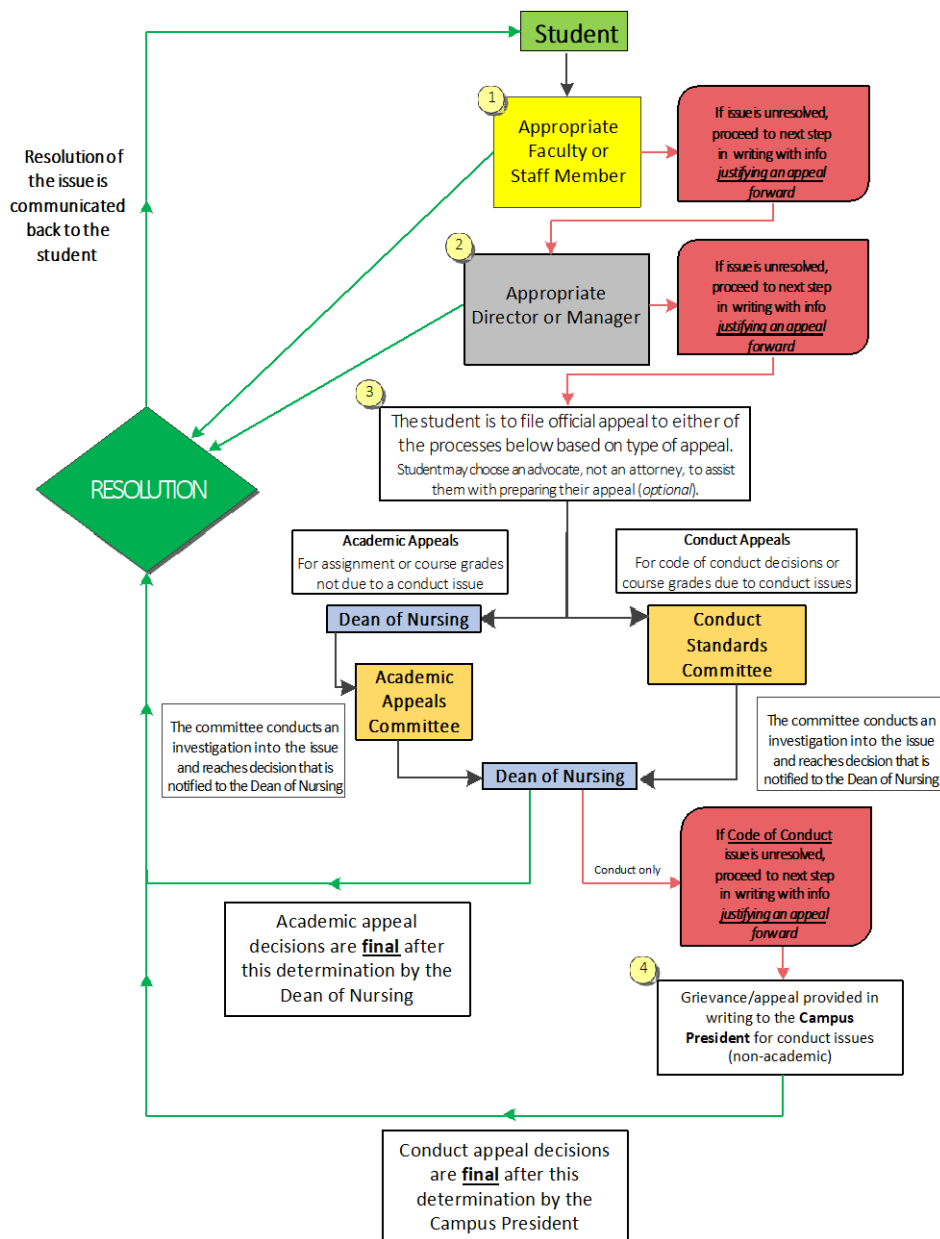 Student
1
Appropriate
Faculty or
Staff Member
If issue is unresolved,
proceed to next step
in writing with info
justifying an appeal
forward
Resolution of
the issue is
communicated
back to the
student
2
Appropriate
Director or Manager
If issue is unresolved,
proceed to next step
in writing with info
justifying an appeal
forward
3
The student is to file official appeal to either of
the processes below based on type of appeal.
Student may choose an advocate, not an attorney, to assist
them with preparing their appeal (optional).
RESOLUTION
Academic Appeals
For assignment or course grades
not due to a conduct issue
Conduct Appeals
For code of conduct decisions or
course grades due to conduct issues
Dean of Nursing
Conduct
Standards
Committee
Academic
Appeals
Committee
The committee conducts an
investigation into the issue
and reaches decision that is
notified to the Dean of Nursing
The committee conducts an
investigation into the issue
and reaches decision that is
notified to the Dean of Nursing
Dean of Nursing
Conduct only
If Code of Conduct
issue is unresolved,
proceed to next step
in writing with info
justifying an appeal
forward
Academic appeal
decisions are final after
this determination by the
Dean of Nursing
4
Grievance/appeal provided in
writing to the Campus
President for conduct issues
(non-academic)
Conduct appeal decisions
are final after this
determination by the
Campus President